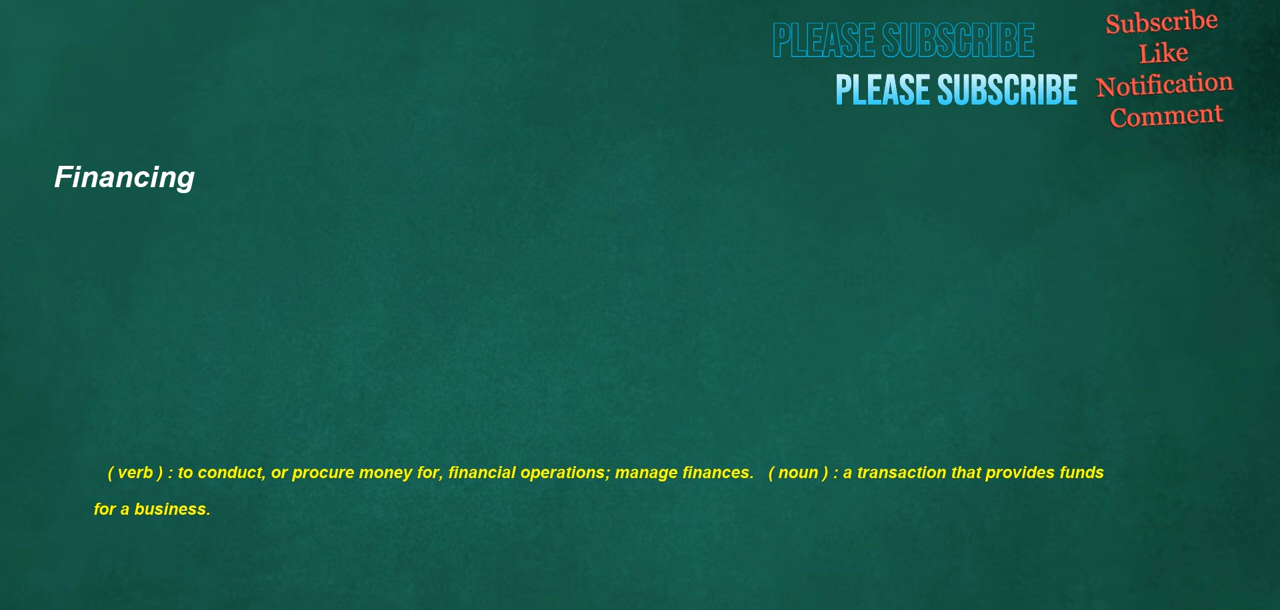 PLEASE SUBSCRIBE
PLEASE SUBSCRIBE
Subscribe
Like
Notification
Comment
Financing
( verb ) : to conduct, or procure money for, financial operations; manage finances.   ( noun ) : a transaction that provides funds
for a business.